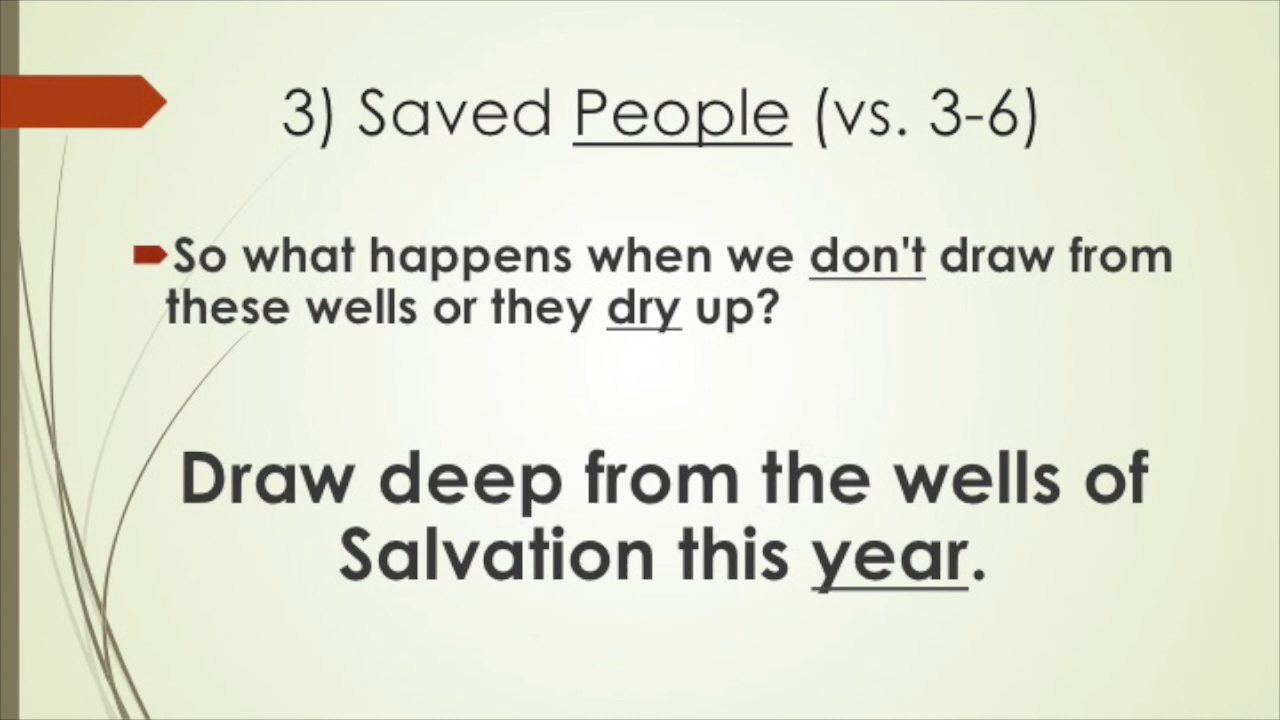 3) Saved People (vs. 3-6)
So what happens when we don't draw from
these wells or they dry up?
Draw deep from the wells of
Salvation this year.